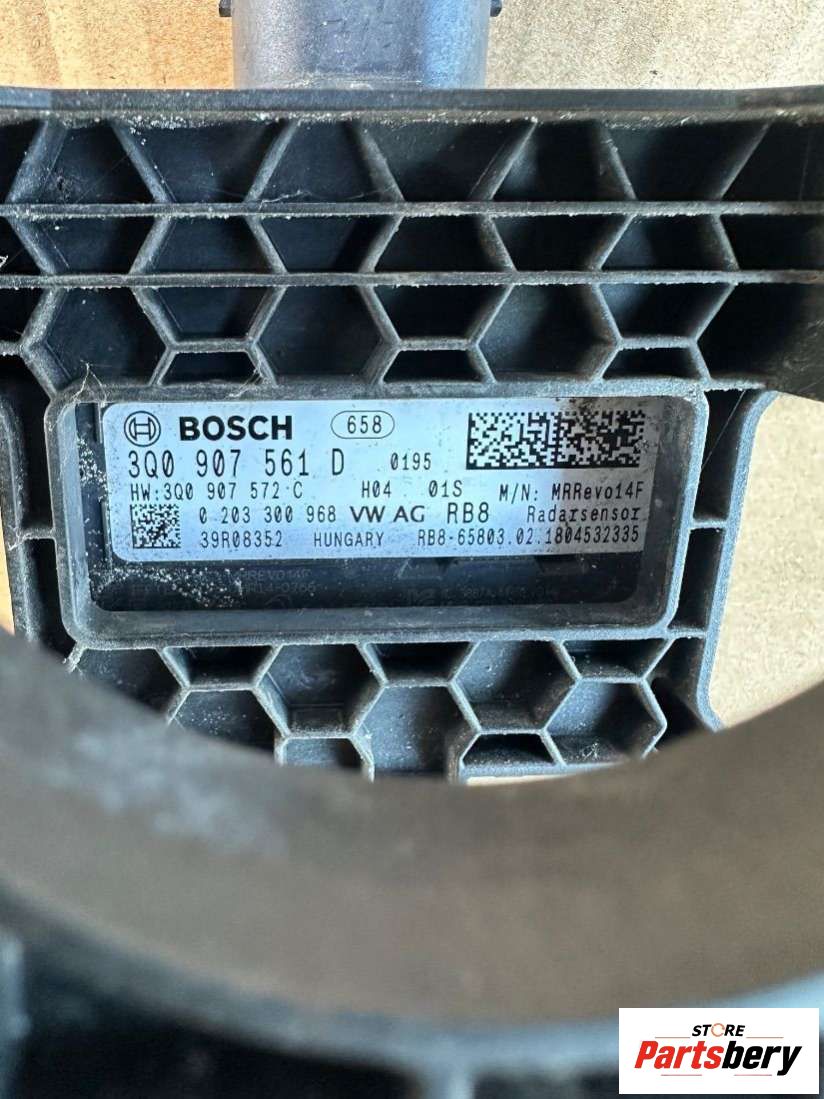 BOSCH 658
3Q0 907 561 D 0195
HW:3Q0 907 572 C H04 01S M/N: MRRevo14F
0 203 300 968 VW AG RB8 Radarsensor
39R08352 HUNGARY RB8-65803.02.1804532335
STORE
Partsbery